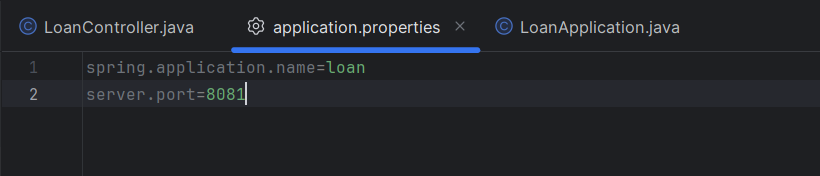 LoanController.java application.properties LoanApplication.java
1 spring.application.name=loan
2 server.port=8081